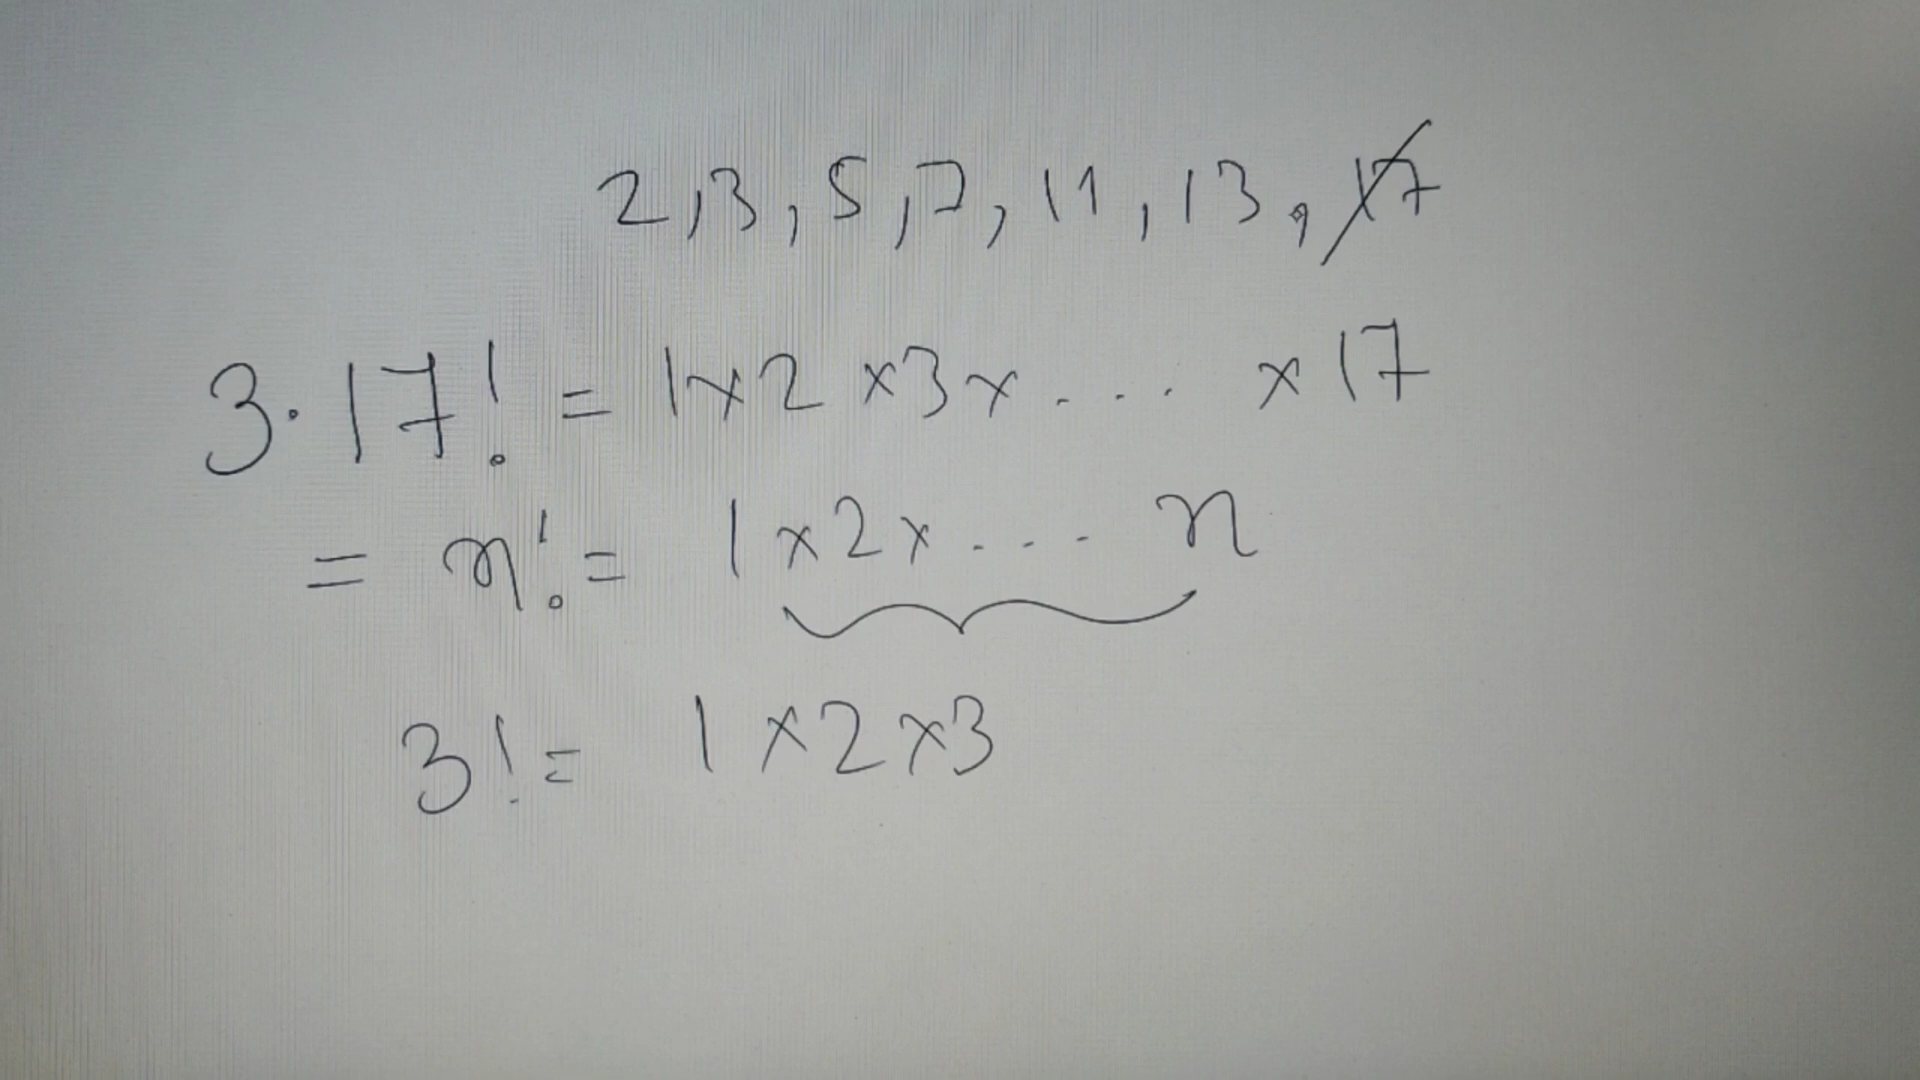 2,3,5,7,11,13,17
3.17! = 1×2×3×.... ×17
= n! = 1×2×.... n
3! = 1×2×3